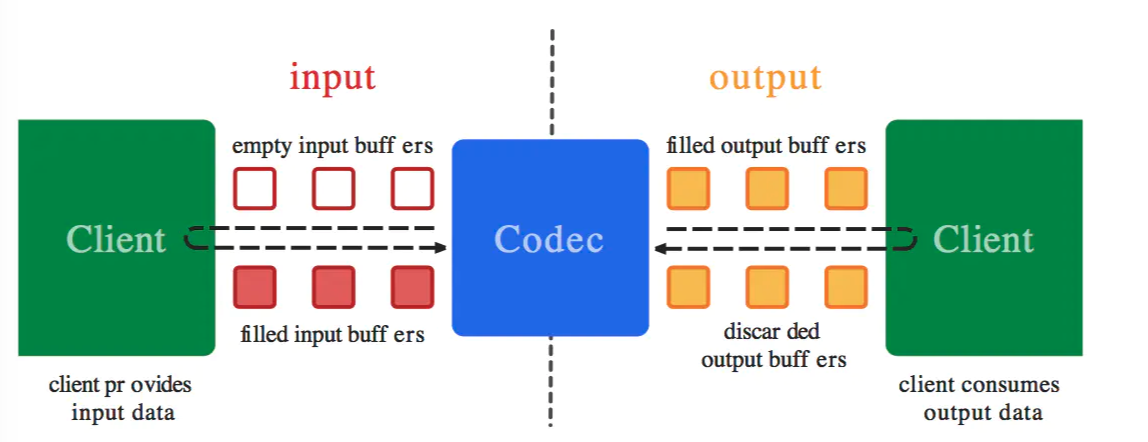 input
output
empty input buff ers
filled output buff ers
Client
Codec
Client
filled input buff ers
discar ded
output buff ers
client pr ovides
input data
client consumes
output data